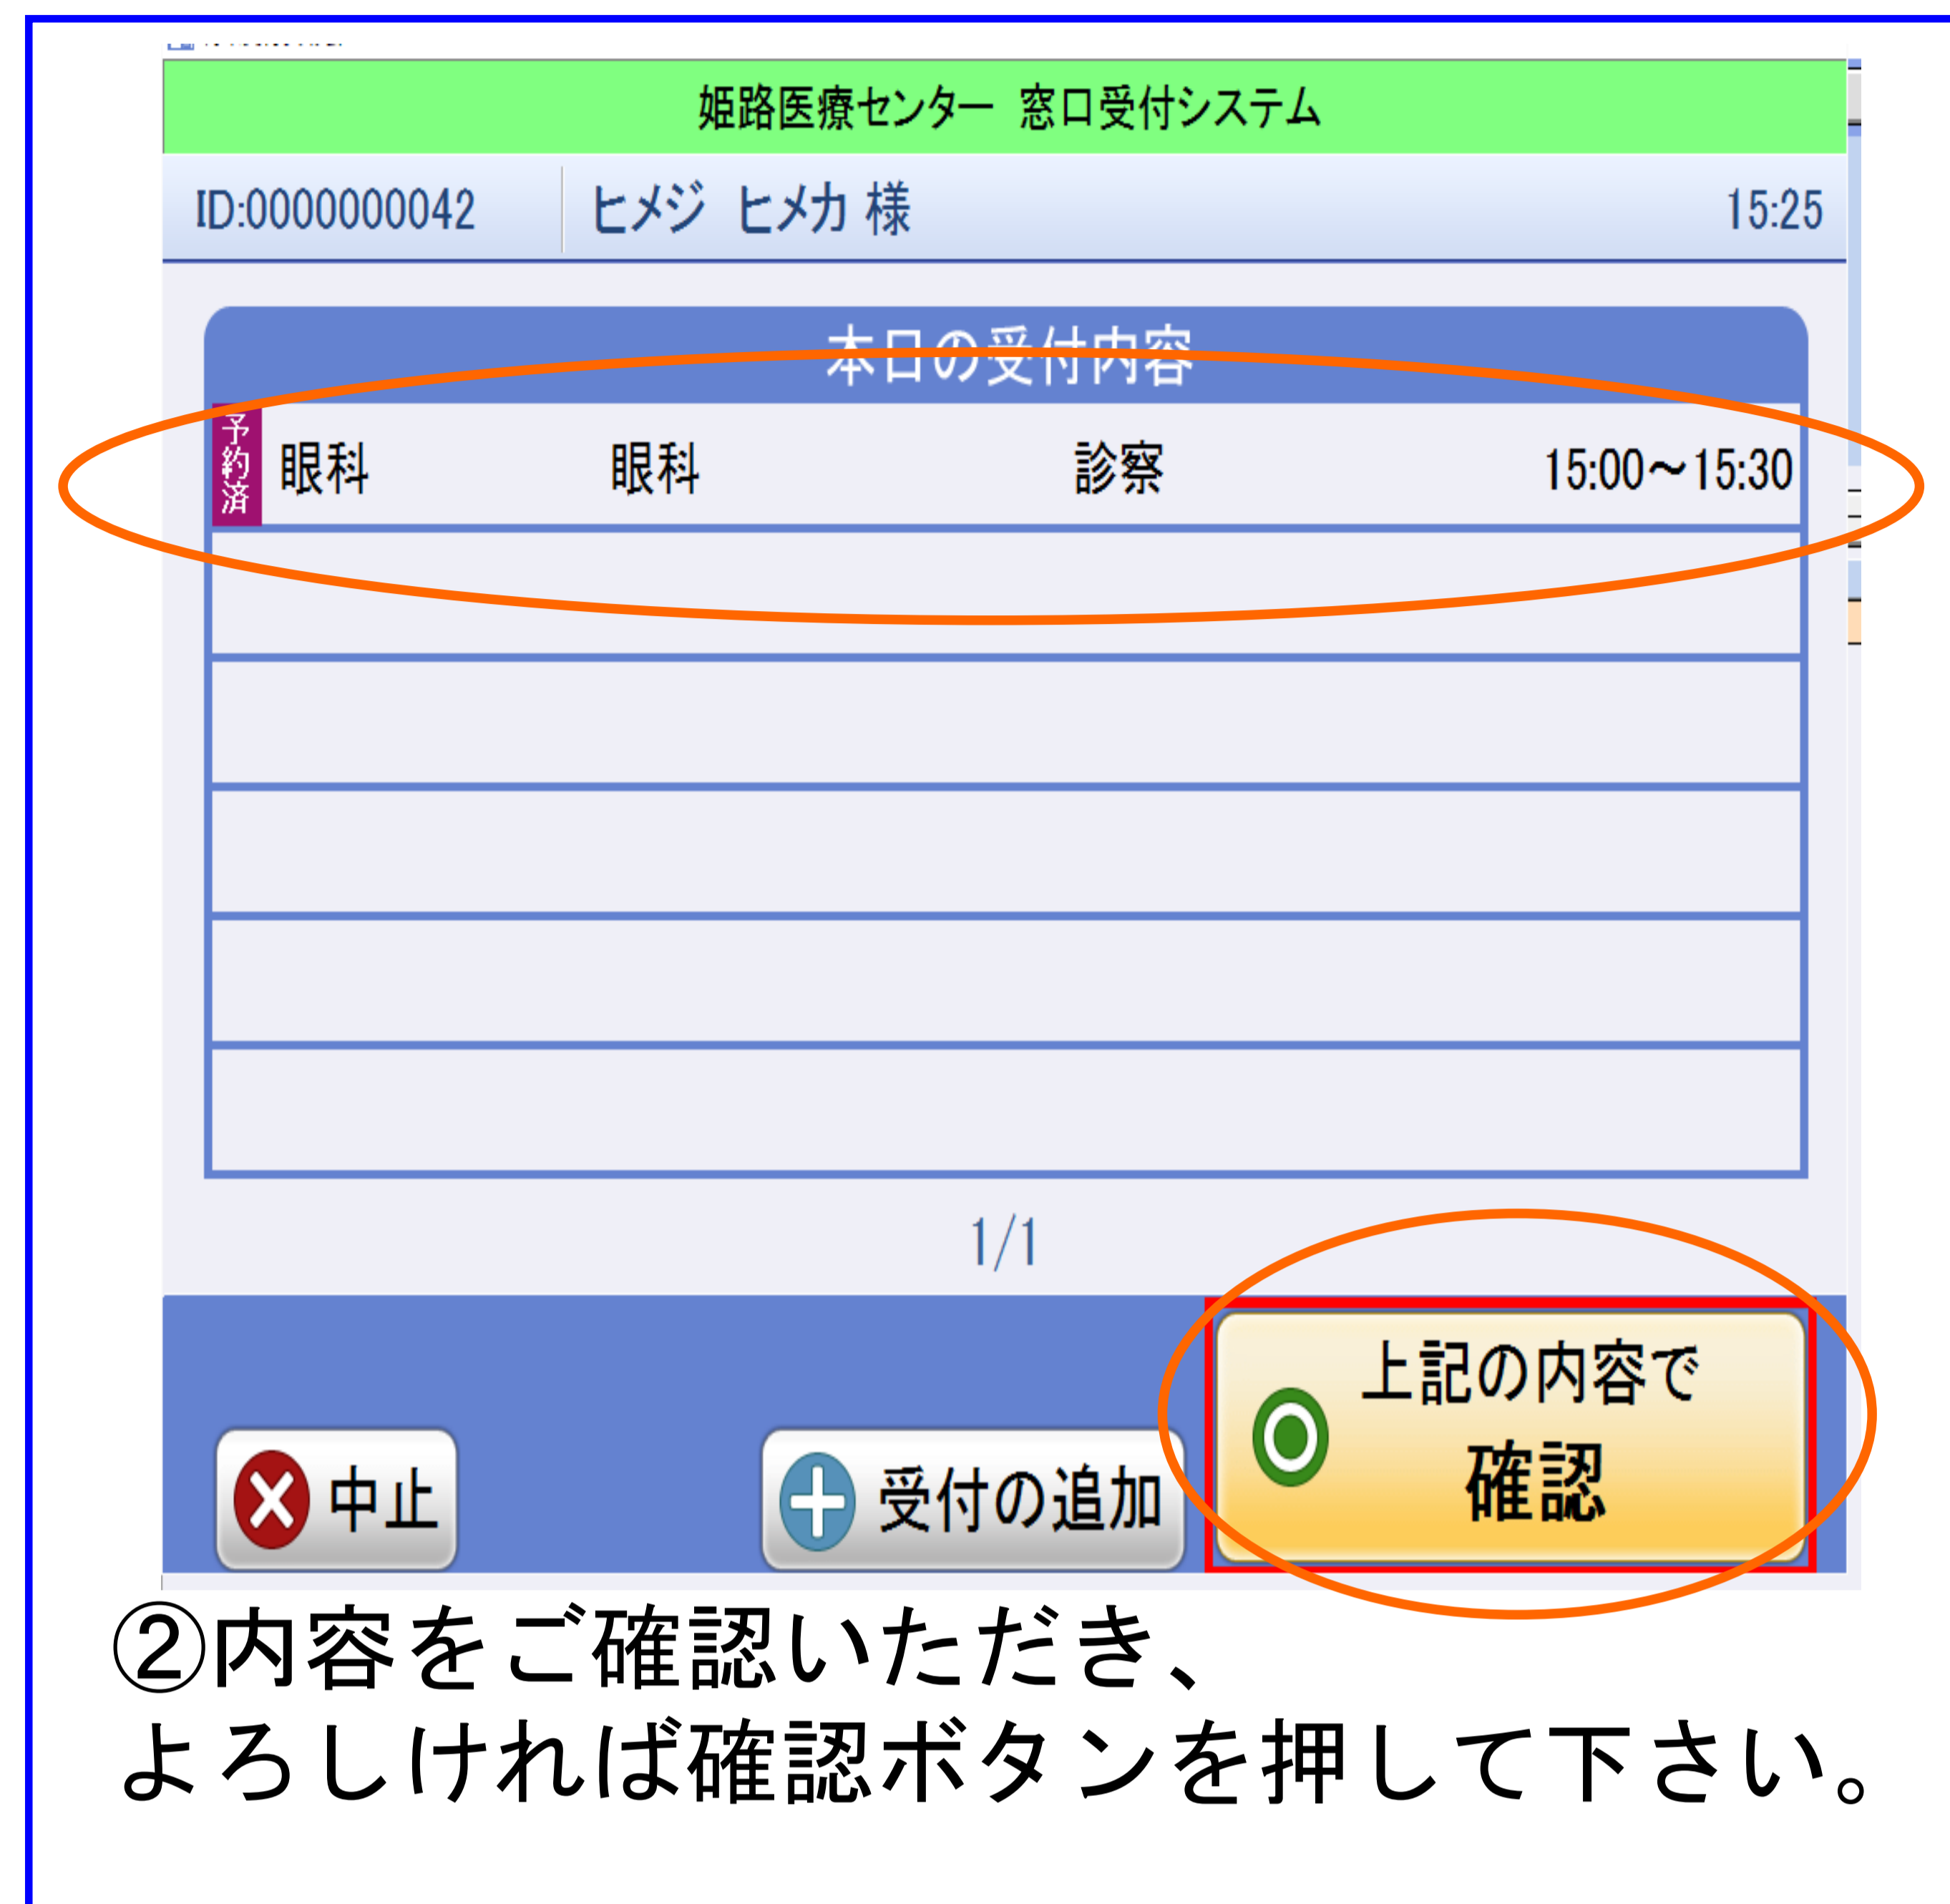 姫路医療センター 窓口受付システム
ID:0000000042 ヒメジ ヒメカ 様 15:25
本日の受付内容
予約済 眼科 眼科 診察 15:00～15:30
1/1
中止 受付の追加 上記の内容で
確認
②内容をご確認いただき、
よろしければ確認ボタンを押して下さい。